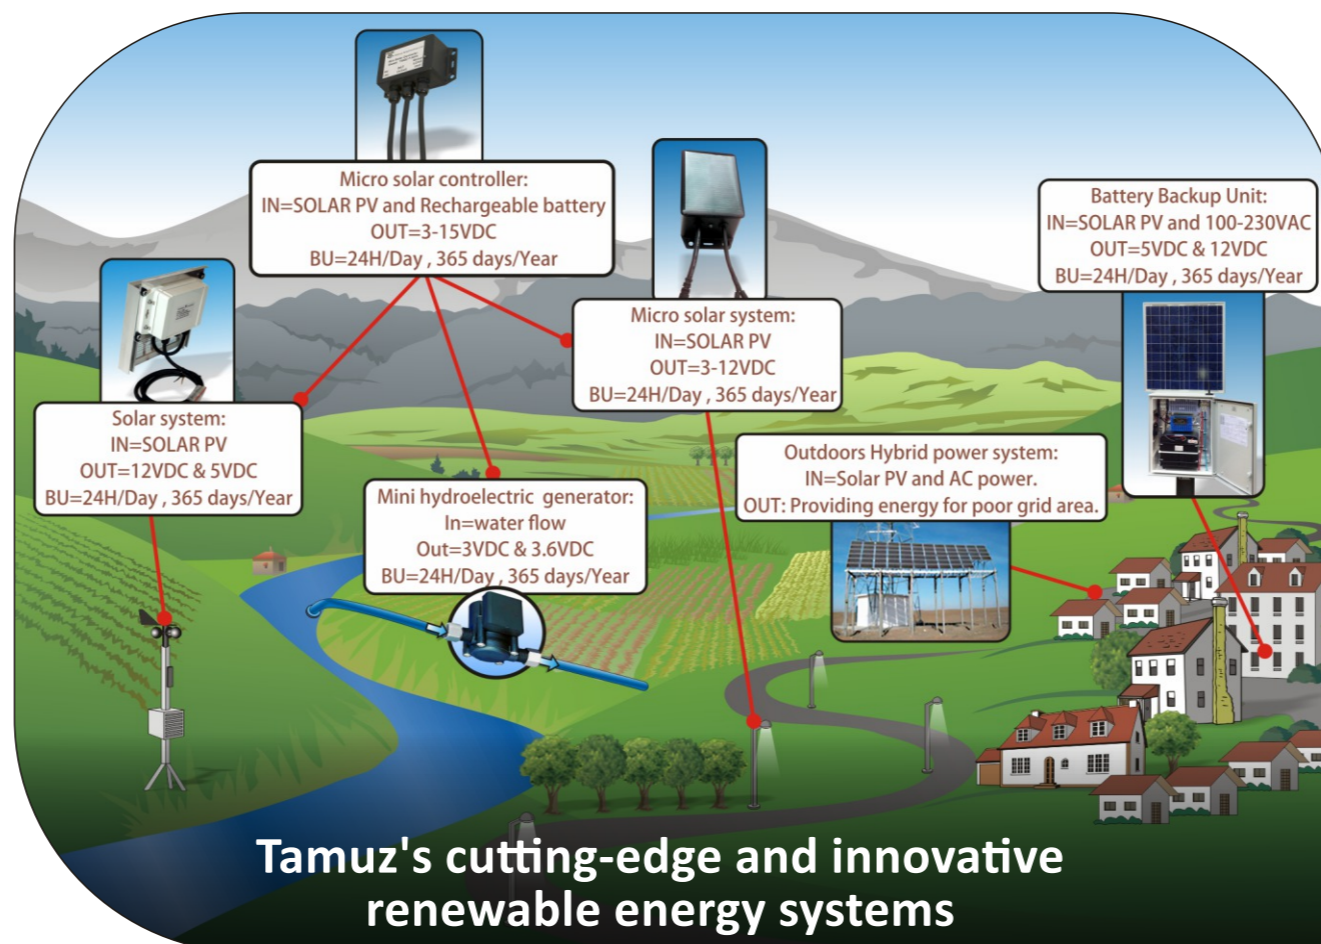 Micro solar controller:
IN=SOLAR PV and Rechargeable battery
OUT=3-15VDC
BU=24H/Day , 365 days/Year
Battery Backup Unit:
IN=SOLAR PV and 100-230VAC
OUT=5VDC & 12VDC
BU=24H/Day , 365 days/Year
Micro solar system:
IN=SOLAR PV
OUT=3-12VDC
BU=24H/Day , 365 days/Year
Solar system:
IN=SOLAR PV
OUT=12VDC & 5VDC
BU=24H/Day , 365 days/Year
Mini hydroelectric generator:
In=water flow
Out=3VDC & 3.6VDC
BU=24H/Day , 365 days/Year
Outdoors Hybrid power system:
IN=Solar PV and AC power.
OUT: Providing energy for poor grid area.
Tamuz's cutting-edge and innovative
renewable energy systems